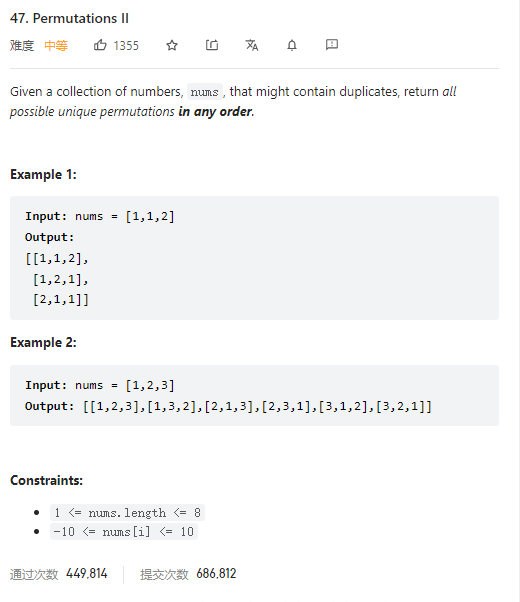 47. Permutations II
难度 中等 1355
Given a collection of numbers, nums , that might contain duplicates, return all
possible unique permutations in any order.
Example 1:
Input: nums = [1,1,2]
Output:
[[1,1,2],
[1,2,1],
[2,1,1]]
Example 2:
Input: nums = [1,2,3]
Output: [[1,2,3],[1,3,2],[2,1,3],[2,3,1],[3,1,2],[3,2,1]]
Constraints:
1 <= nums.length <= 8
-10 <= nums[i] <= 10
通过次数 449,814 提交次数 686,812